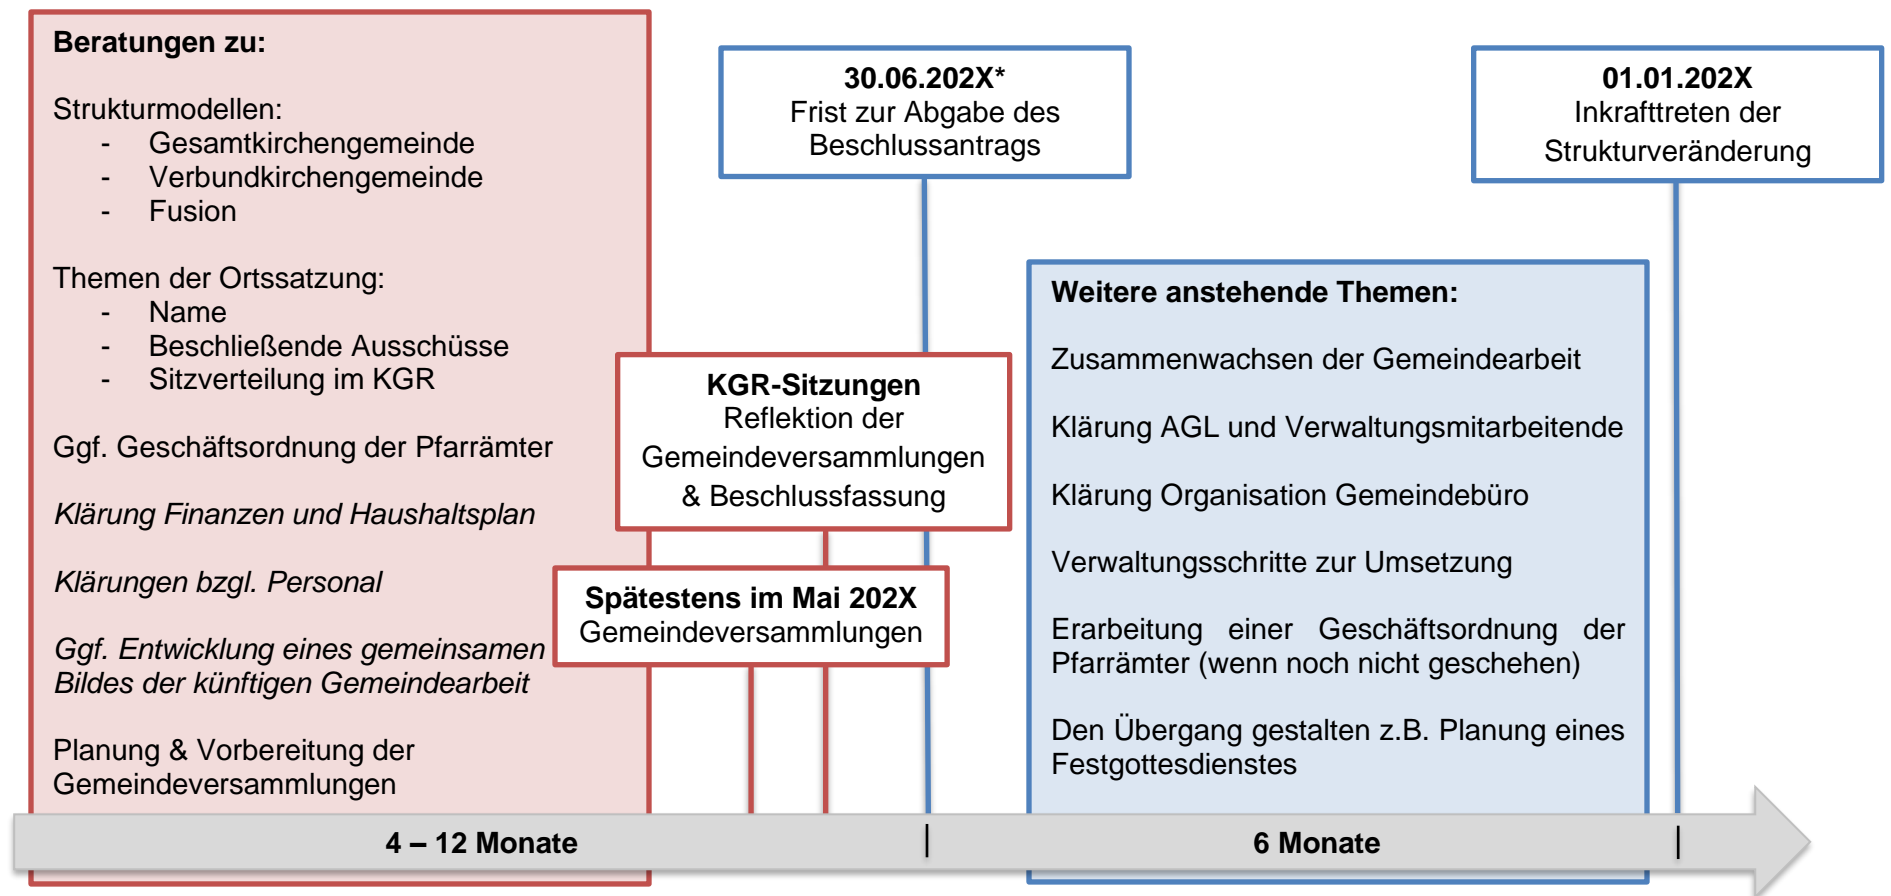 Beratungen zu:
Strukturmodellen:
- Gesamtkirchengemeinde
- Verbundkirchengemeinde
- Fusion
Themen der Ortssatzung:
- Name
- Beschließende Ausschüsse
- Sitzverteilung im KGR
Ggf. Geschäftsordnung der Pfarrämter
Klärung Finanzen und Haushaltsplan
Klärungen bzgl. Personal
Ggf. Entwicklung eines gemeinsamen
Bildes der künftigen Gemeindearbeit
Planung & Vorbereitung der
Gemeindeversammlungen
Spätestens im Mai 202X
Gemeindeversammlungen
KGR-Sitzungen
Reflektion der
Gemeindeversammlungen
& Beschlussfassung
30.06.202X*
Frist zur Abgabe des
Beschlussantrags
Weitere anstehende Themen:
Zusammenwachsen der Gemeindearbeit
Klärung AGL und Verwaltungsmitarbeitende
Klärung Organisation Gemeindebüro
Verwaltungsschritte zur Umsetzung
Erarbeitung einer Geschäftsordnung der
Pfarrämter (wenn noch nicht geschehen)
Den Übergang gestalten z.B. Planung eines
Festgottesdienstes
01.01.202X
Inkrafttreten der
Strukturveränderung
4 – 12 Monate
6 Monate